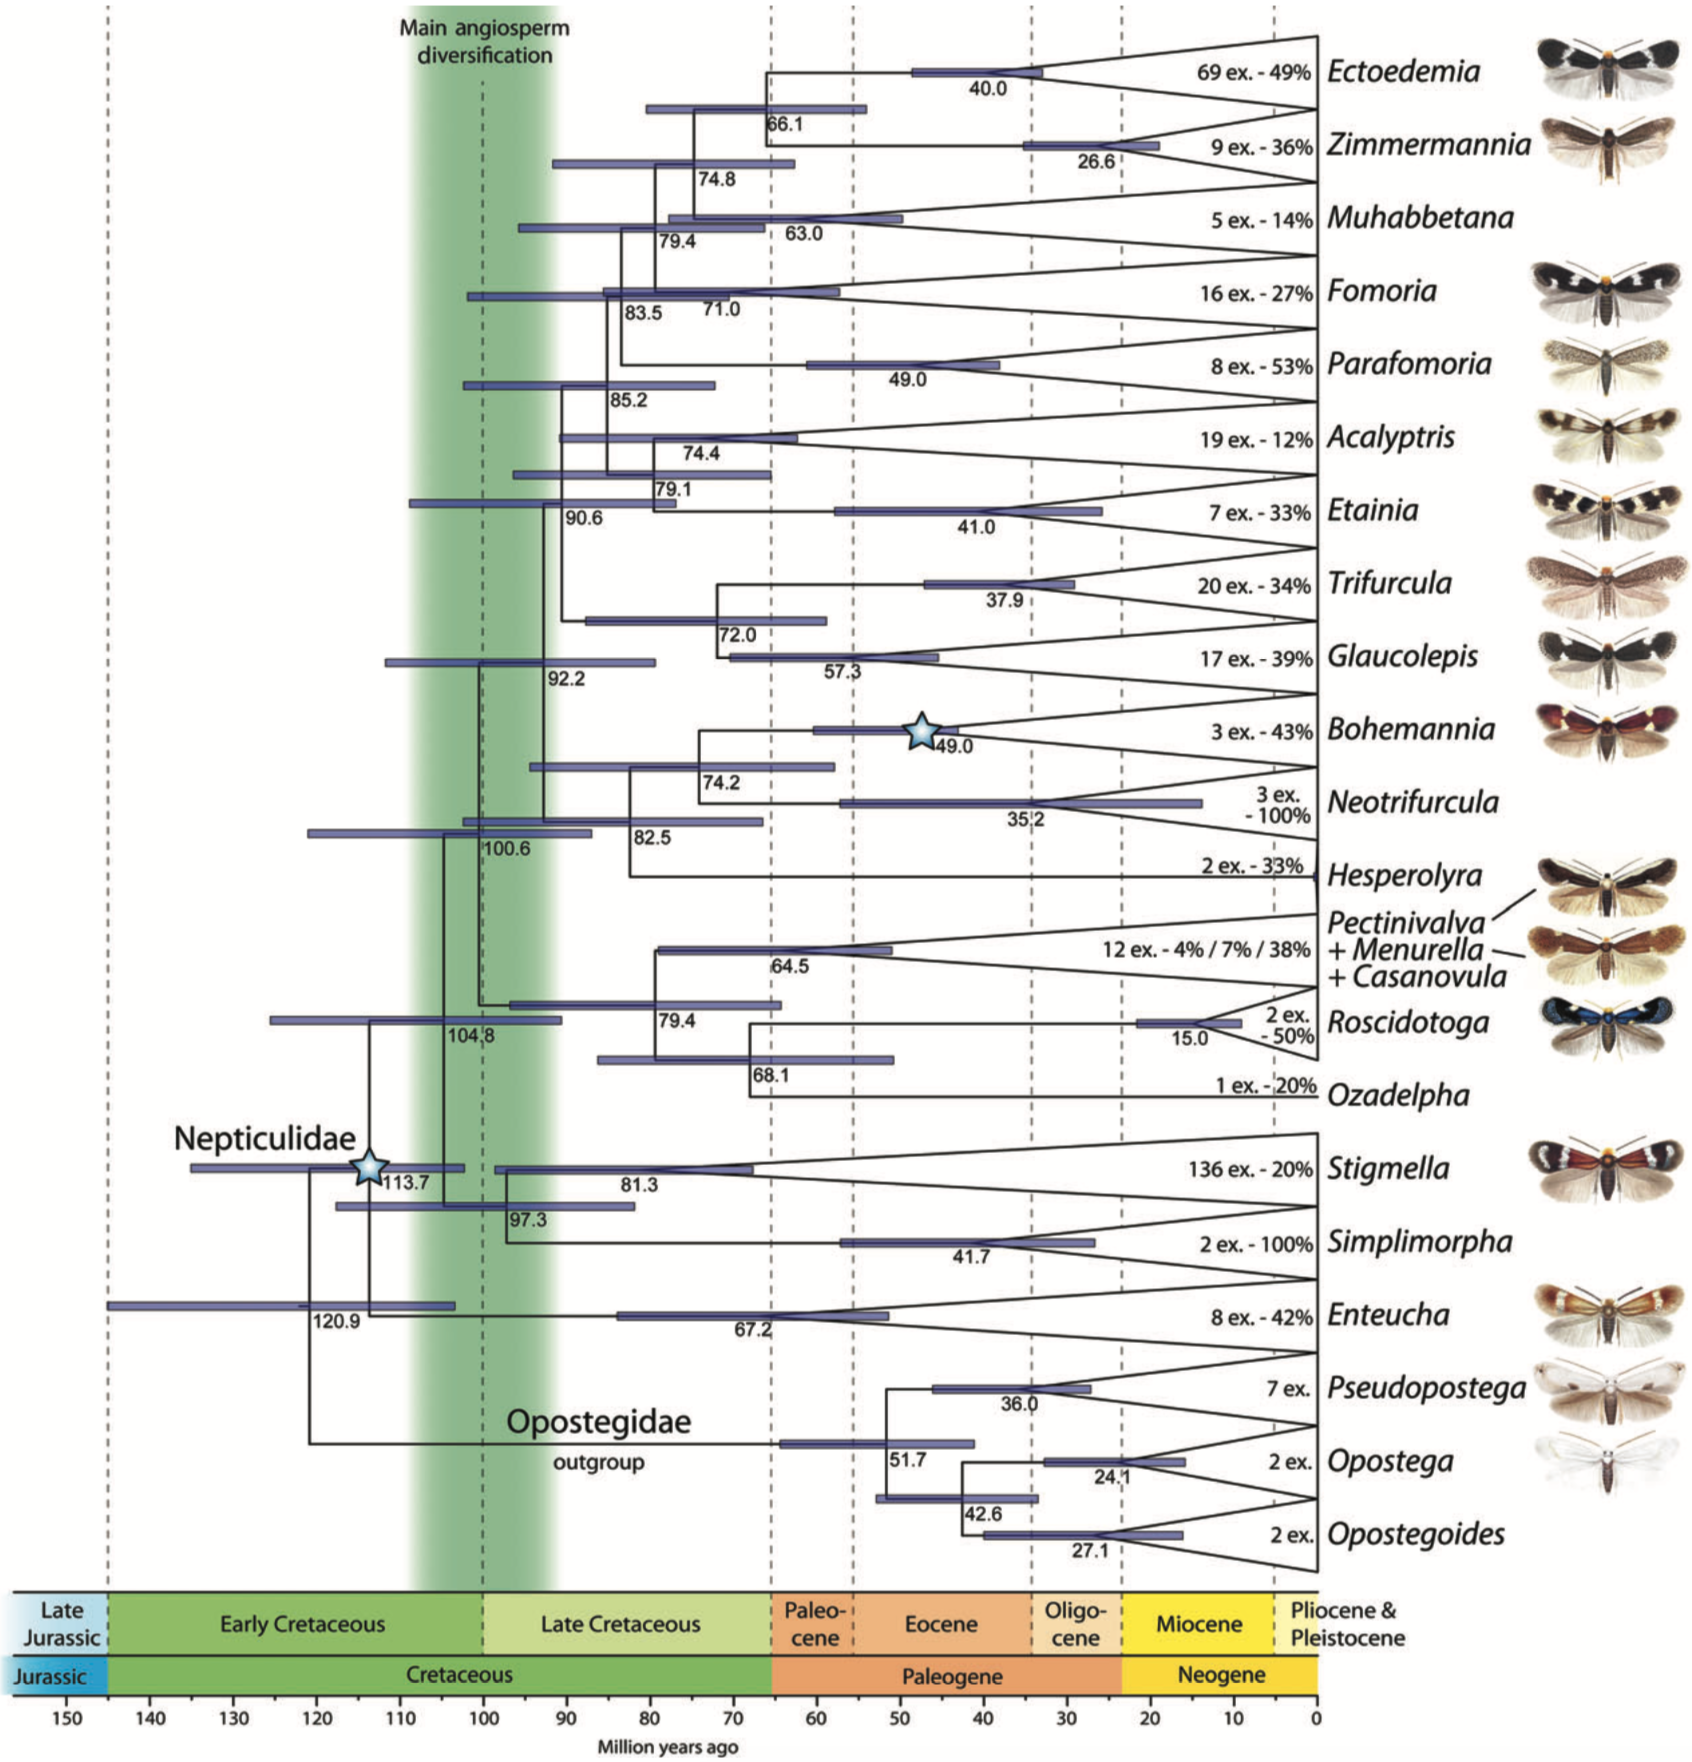 Main angiosperm
diversification
69 ex. - 49%
Ectoedemia
40.0
66.1
9 ex. - 36%
Zimmermannia
26.6
74.8
5 ex. - 14%
Muhabbetana
63.0
79.4
16 ex. - 27%
Fomoria
71.0
83.5
8 ex. - 53%
Parafomoria
49.0
85.2
19 ex. - 12%
Acalyptris
74.4
79.1
90.6
7 ex. - 33%
Etainia
41.0
20 ex. - 34%
Trifurcula
37.9
72.0
17 ex. - 39%
Glaucolepis
57.3
92.2
3 ex. - 43%
Bohemannia
49.0
74.2
3 ex.
- 100%
Neotrifurcula
35.2
82.5
100.6
2 ex. - 33%
Hesperolyra
Pectinivalva
12 ex. - 4% / 7% / 38%
+ Menurella
+ Casanovula
64.5
79.4
2 ex.
- 50%
Roscidotoga
15.0
104.8
68.1
1 ex. - 20%
Ozadelpha
Nepticulidae
113.7
136 ex. - 20%
Stigmella
81.3
97.3
2 ex. - 100%
Simplimorpha
41.7
120.9
8 ex. - 42%
Enteucha
67.2
7 ex.
Pseudopostega
36.0
Opostegidae
outgroup
51.7
2 ex.
Opostega
24.1
42.6
2 ex.
Opostegoides
27.1
Late
Jurassic
Early Cretaceous
Late Cretaceous
Paleo-
cene
Eocene
Oligo-
cene
Miocene
Pliocene &
Pleistocene
Jurassic
Cretaceous
Paleogene
Neogene
150 140 130 120 110 100 90 80 70 60 50 40 30 20 10 0
Million years ago